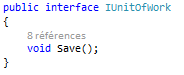 public interface IUnitOfWork
{
8 références
void Save();
}